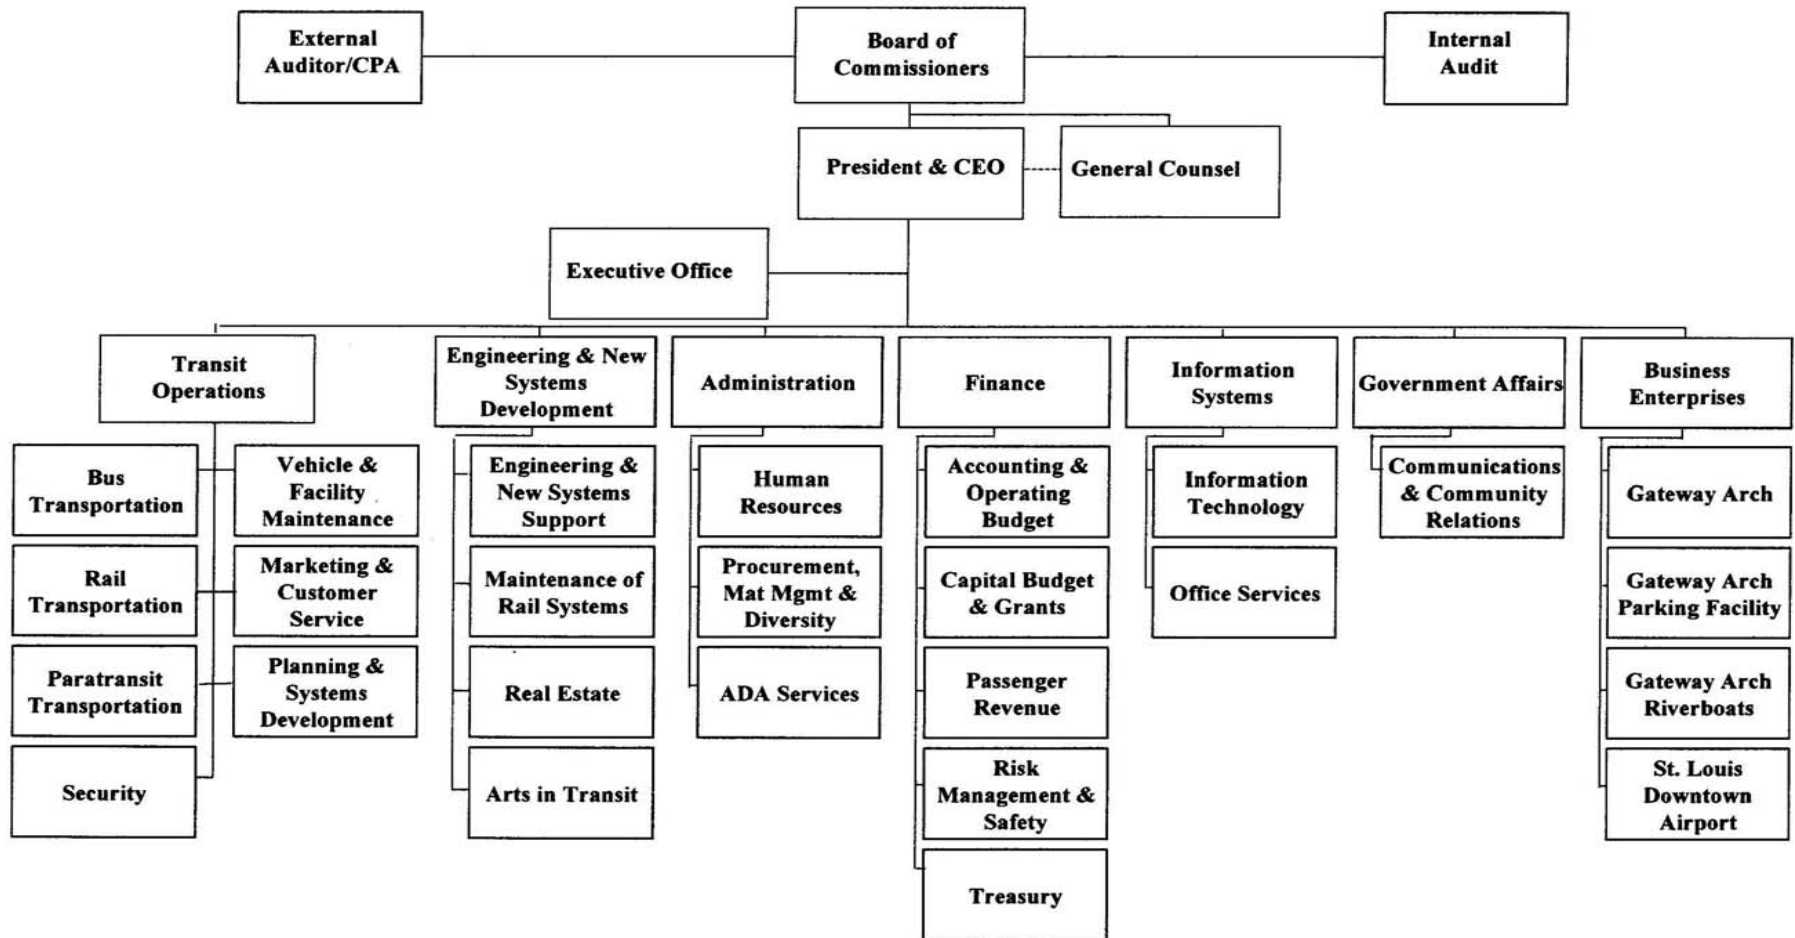 External
Auditor/CPA
Board of
Commissioners
Internal
Audit
President & CEO
General Counsel
Executive Office
Transit
Operations
Engineering & New
Systems
Development
Administration
Finance
Information
Systems
Government Affairs
Business
Enterprises
Bus
Transportation
Vehicle &
Facility
Maintenance
Rail
Transportation
Marketing &
Customer
Service
Paratransit
Transportation
Planning &
Systems
Development
Security
Engineering &
New Systems
Support
Maintenance of
Rail Systems
Real Estate
Arts in Transit
Human
Resources
Procurement,
Mat Mgmt &
Diversity
ADA Services
Accounting &
Operating
Budget
Capital Budget
& Grants
Passenger
Revenue
Risk
Management &
Safety
Treasury
Information
Technology
Office Services
Communications
& Community
Relations
Gateway Arch
Gateway Arch
Parking Facility
Gateway Arch
Riverboats
St. Louis
Downtown
Airport